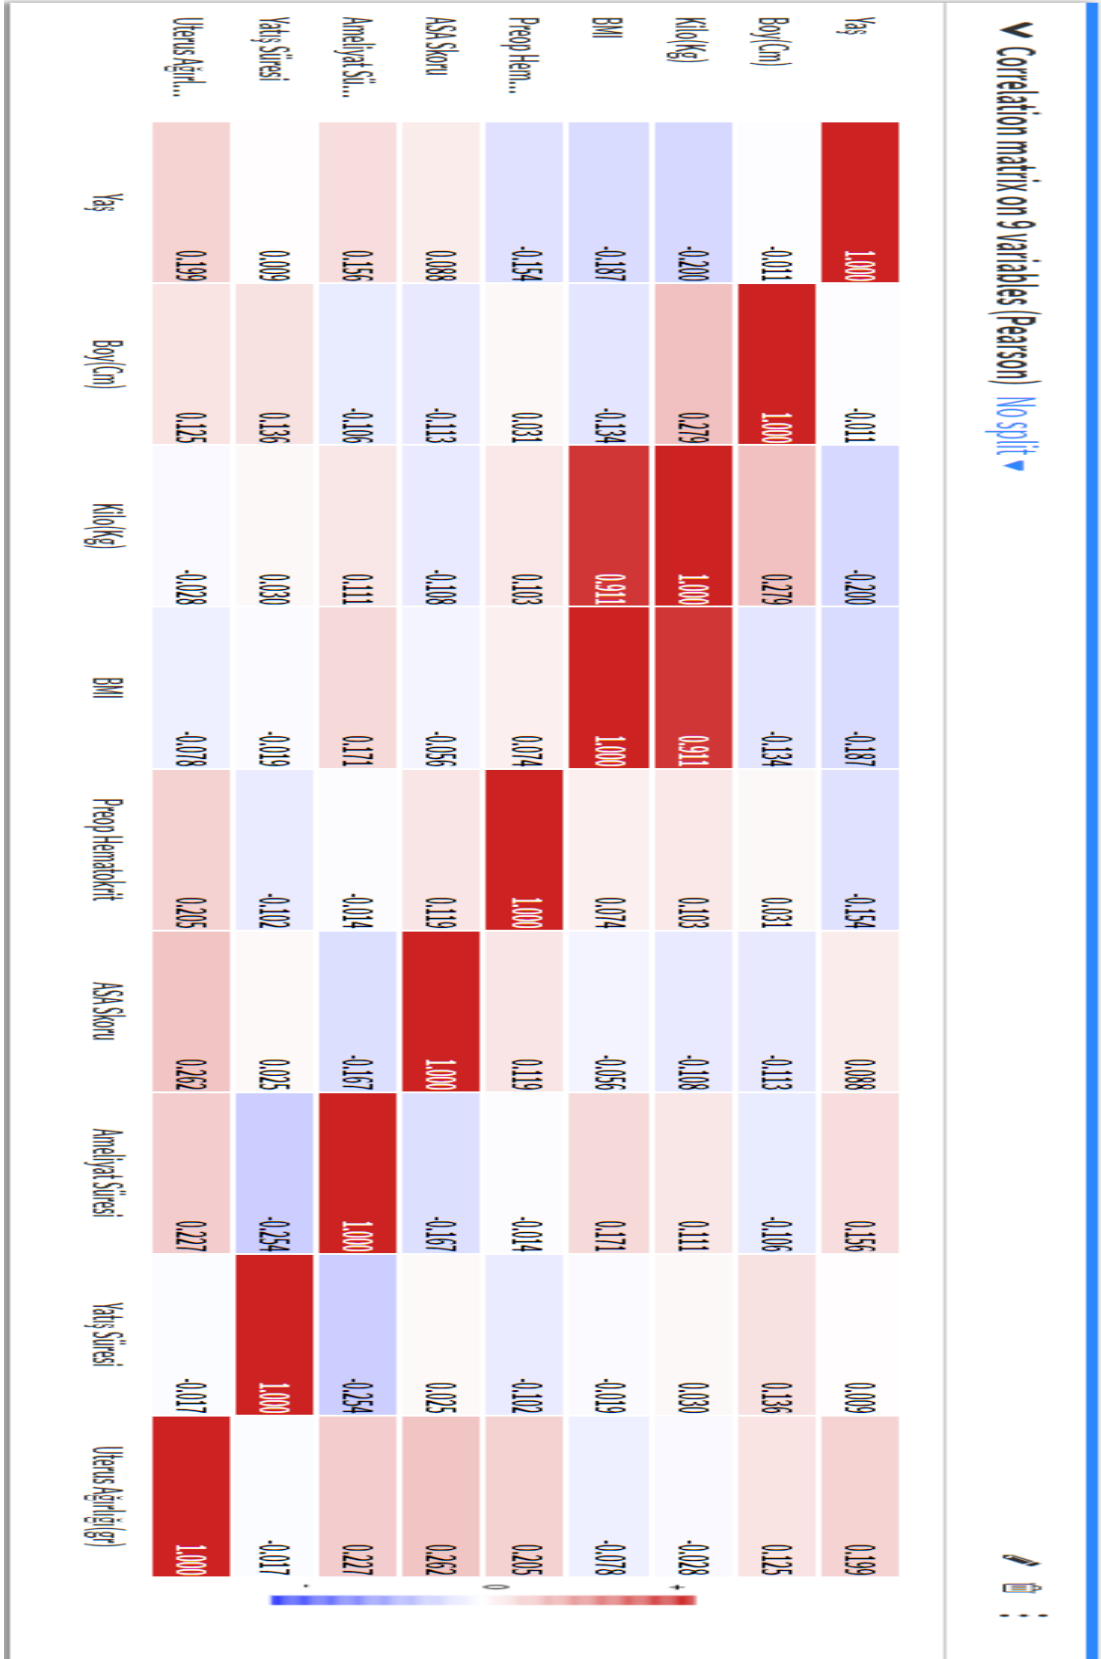 Correlation matrix on 9 variables (Pearson) No split
Yaş 1.000 -0.011 -0.200 -0.187 -0.154 0.088 0.156 0.009 0.199
Boy(Cm) -0.011 1.000 0.279 -0.134 0.031 -0.113 -0.106 0.136 0.125
Kilo(Kg) -0.200 0.279 1.000 0.911 0.103 -0.108 0.111 0.030 -0.028
BMI -0.187 -0.134 0.911 1.000 0.074 -0.056 0.171 -0.019 -0.078
Preop Hem... -0.154 0.031 0.103 0.074 1.000 0.119 -0.014 -0.102 0.205
ASA Skoru 0.088 -0.113 -0.108 -0.056 0.119 1.000 -0.167 0.025 0.262
Ameliyat Sü... 0.156 -0.106 0.111 0.171 -0.014 -0.167 1.000 -0.254 0.227
Yatış Süresi 0.009 0.136 0.030 -0.019 -0.102 0.025 -0.254 1.000 -0.017
Uterus Ağırl... 0.199 0.125 -0.028 -0.078 0.205 0.262 0.227 -0.017 1.000
Yaş Boy(Cm) Kilo(Kg) BMI Preop Hematokrit ASA Skoru Ameliyat Süresi Yatış Süresi Uterus Ağırlığı(gr)
+
0
-